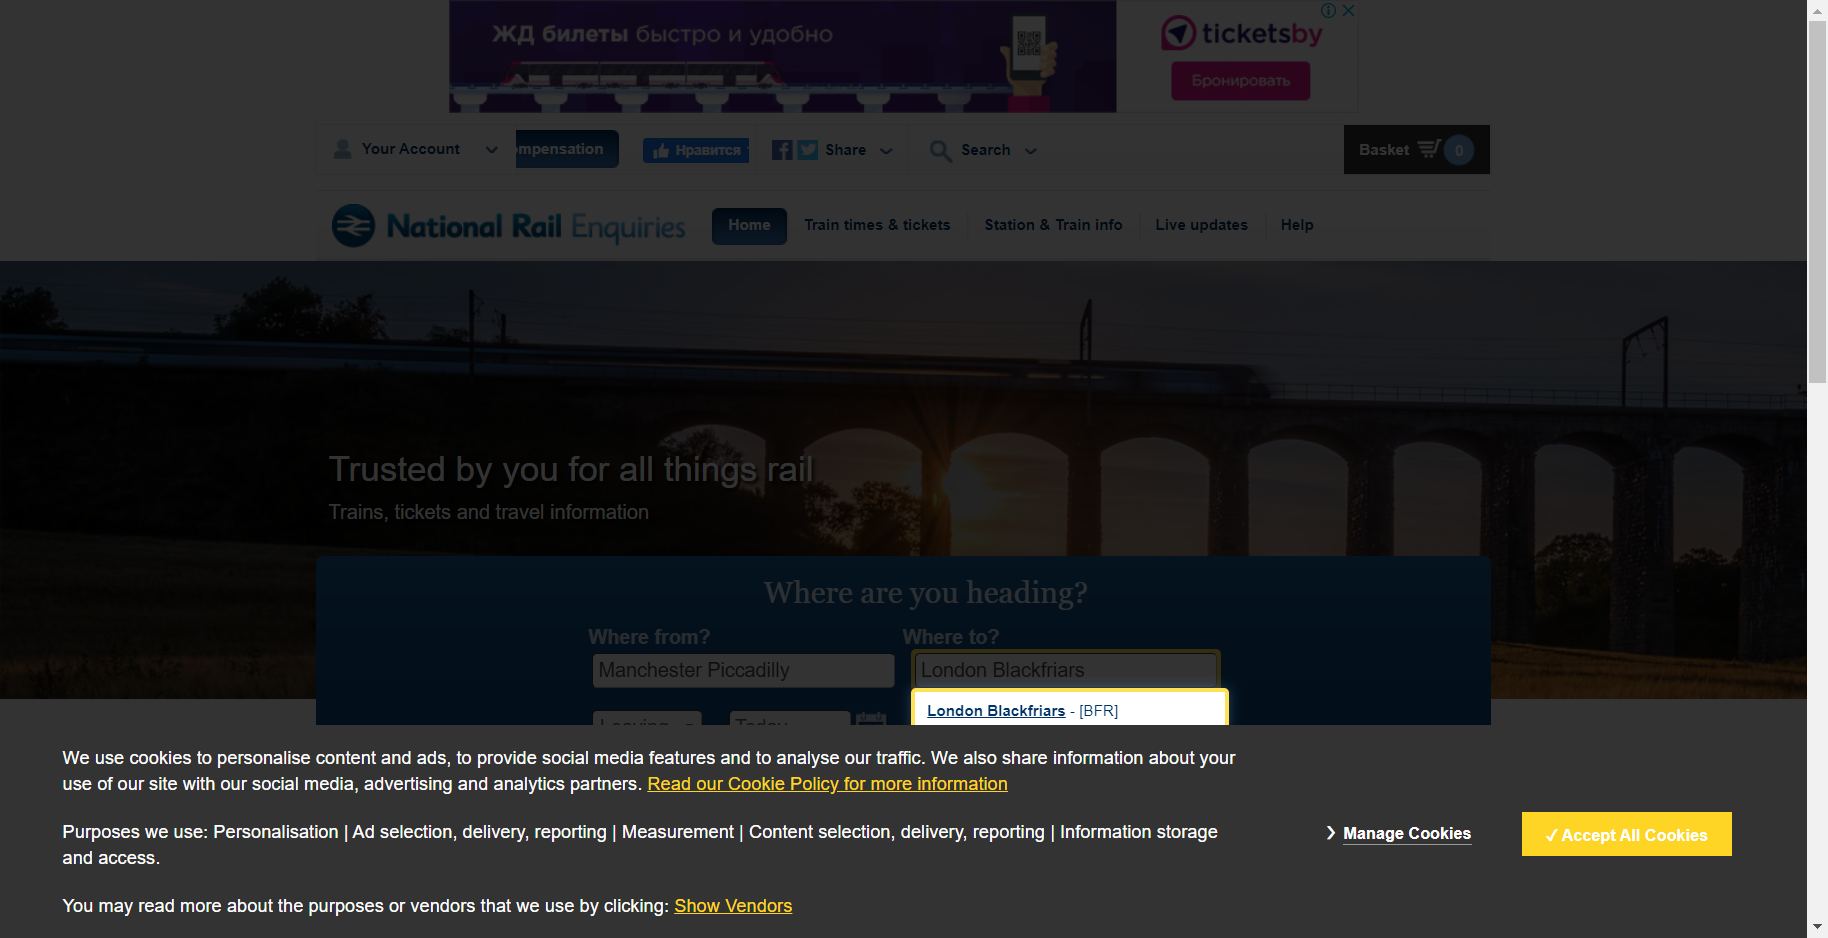 ЖД билеты быстро и удобно
ticketsby
Бронировать
Your Account
mpensation
Нравится
Share
Search
Basket
0
National Rail Enquiries
Home
Train times & tickets
Station & Train info
Live updates
Help
Trusted by you for all things rail
Trains, tickets and travel information
Where are you heading?
Where from?
Where to?
Manchester Piccadilly
London Blackfriars
London Blackfriars - [BFR]
Leaving
Today
We use cookies to personalise content and ads, to provide social media features and to analyse our traffic. We also share information about your
use of our site with our social media, advertising and analytics partners. Read our Cookie Policy for more information
Purposes we use: Personalisation | Ad selection, delivery, reporting | Measurement | Content selection, delivery, reporting | Information storage
and access.
Manage Cookies
✓ Accept All Cookies
You may read more about the purposes or vendors that we use by clicking: Show Vendors